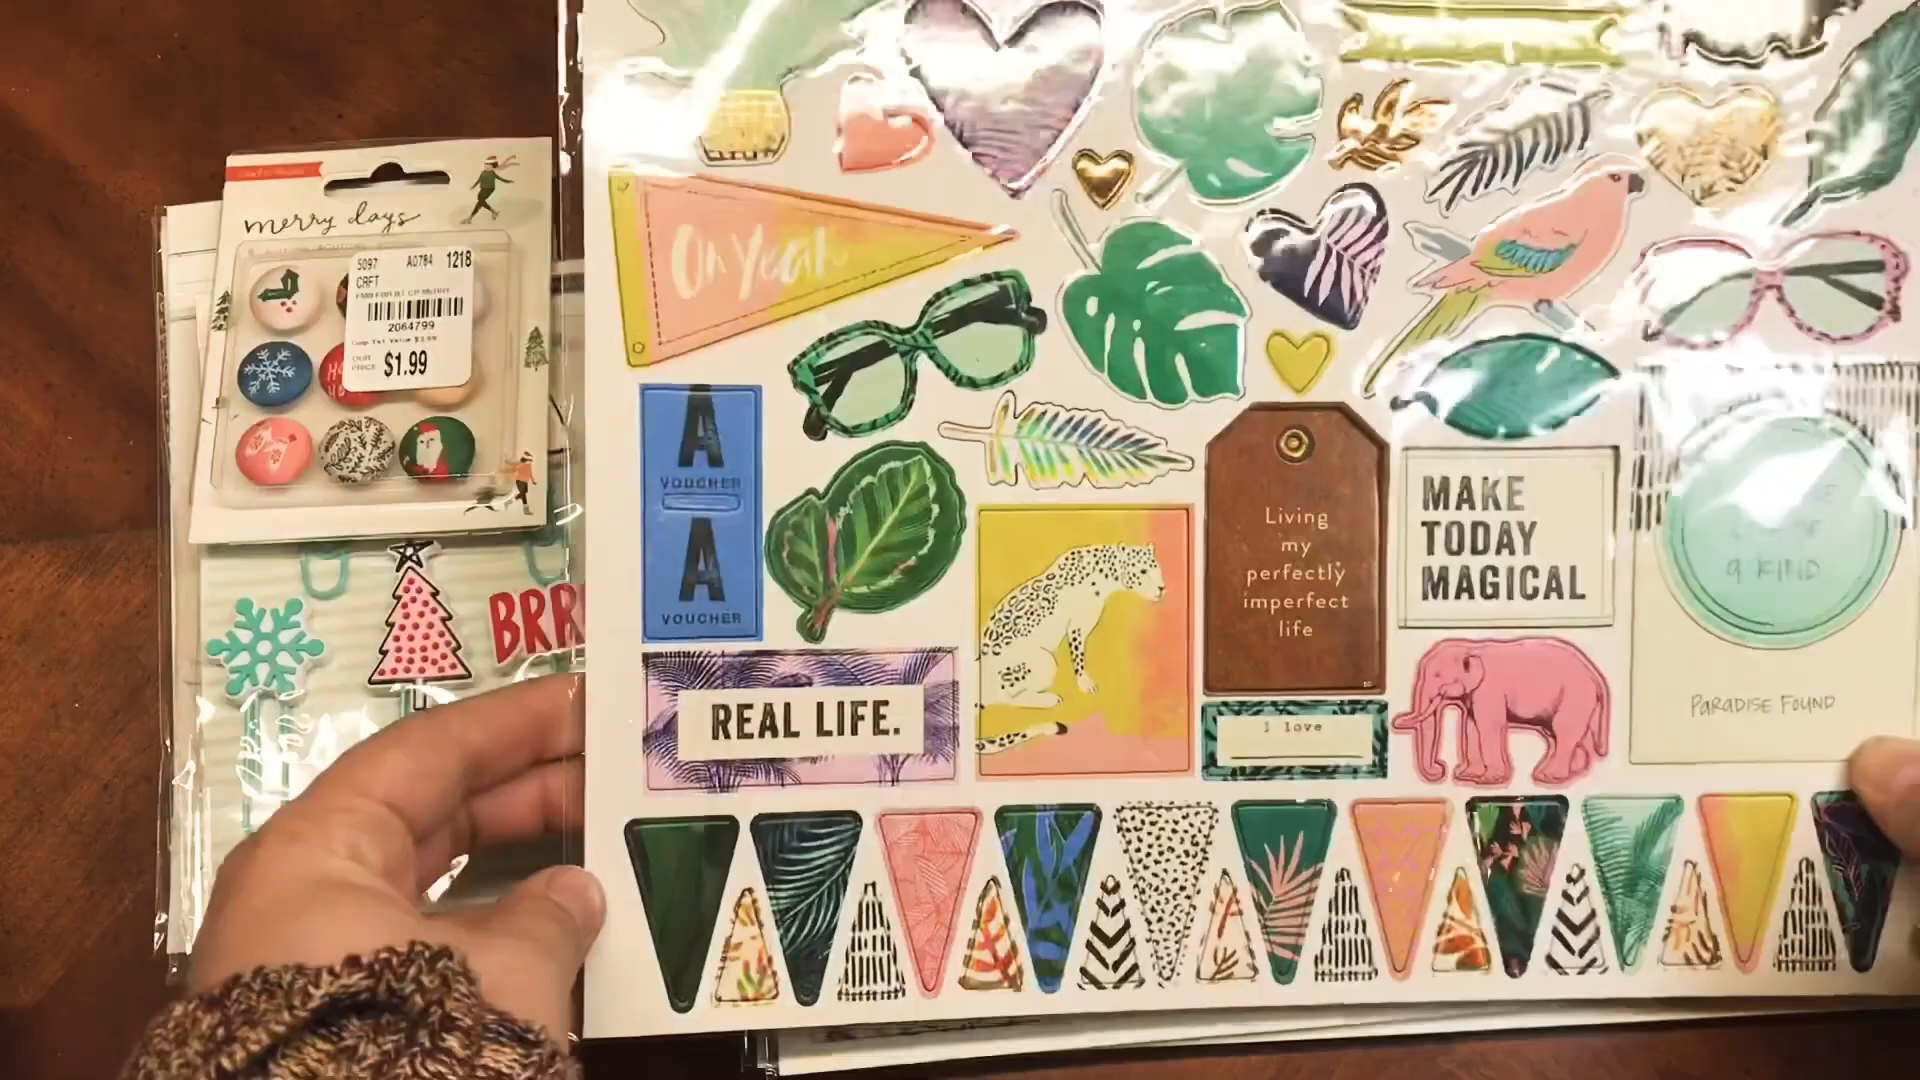 merry days
5097 A0784 1218
CRFT
2064799
OUR
PRICE $1.99
BRR
Oh Yeah
A
VOUCHER
A
VOUCHER
REAL LIFE.
Living
my
perfectly
imperfect
life
I love
MAKE
TODAY
MAGICAL
a KIND
PARADISE FOUND